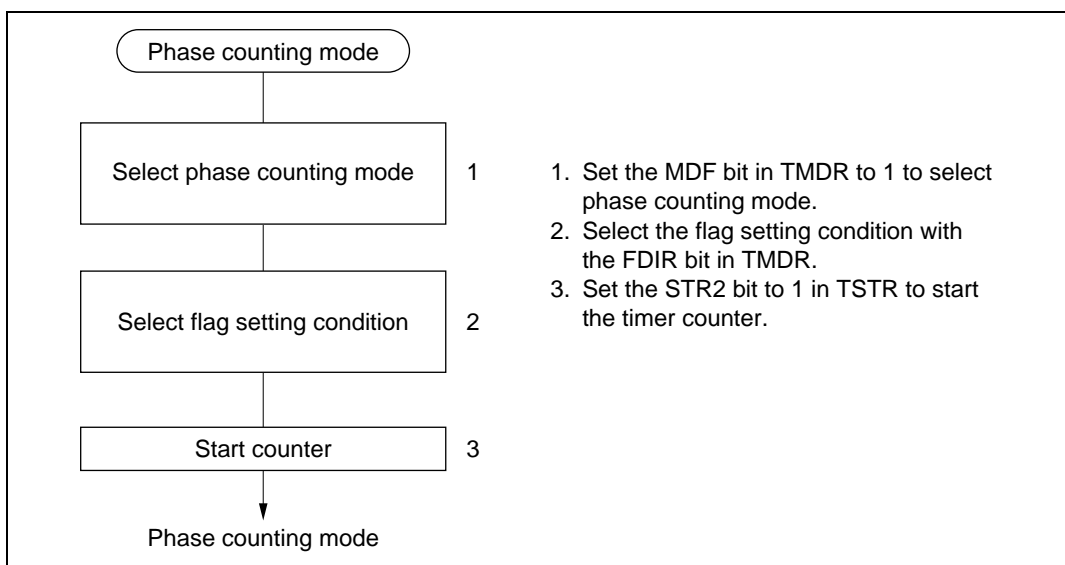 Phase counting mode
Select phase counting mode 1
Select flag setting condition 2
Start counter 3
Phase counting mode
1. Set the MDF bit in TMDR to 1 to select
phase counting mode.
2. Select the flag setting condition with
the FDIR bit in TMDR.
3. Set the STR2 bit to 1 in TSTR to start
the timer counter.